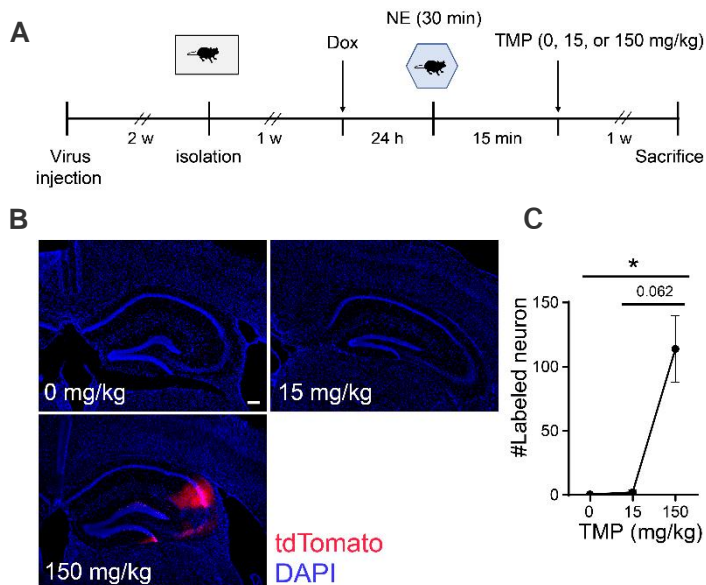 A
NE (30 min)
Dox
TMP (0, 15, or 150 mg/kg)
2 w
1 w
24 h
15 min
1 w
Virus
injection
isolation
Sacrifice
B
0 mg/kg
15 mg/kg
150 mg/kg
tdTomato
DAPI
C
*
0.062
#Labeled neuron
150
100
50
0
0
15
150
TMP (mg/kg)